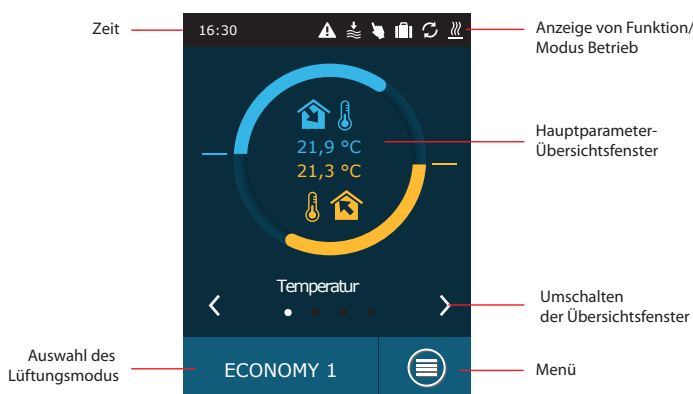 Zeit
16:30
Anzeige von Funktion/
Modus Betrieb
21,9 °C
21,3 °C
Hauptparameter-
Übersichtsfenster
Temperatur
Umschalten
der Übersichtsfenster
Auswahl des
Lüftungsmodus
ECONOMY 1
Menü